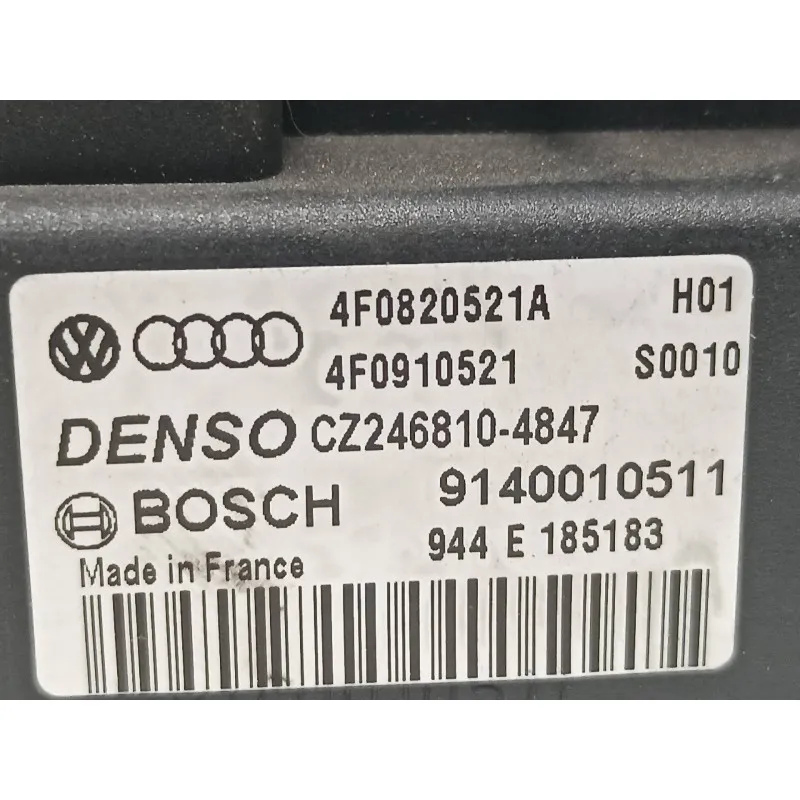 4F0820521A H01
4F0910521 S0010
DENSO CZ246810-4847
BOSCH 9140010511
944 E 185183
Made in France